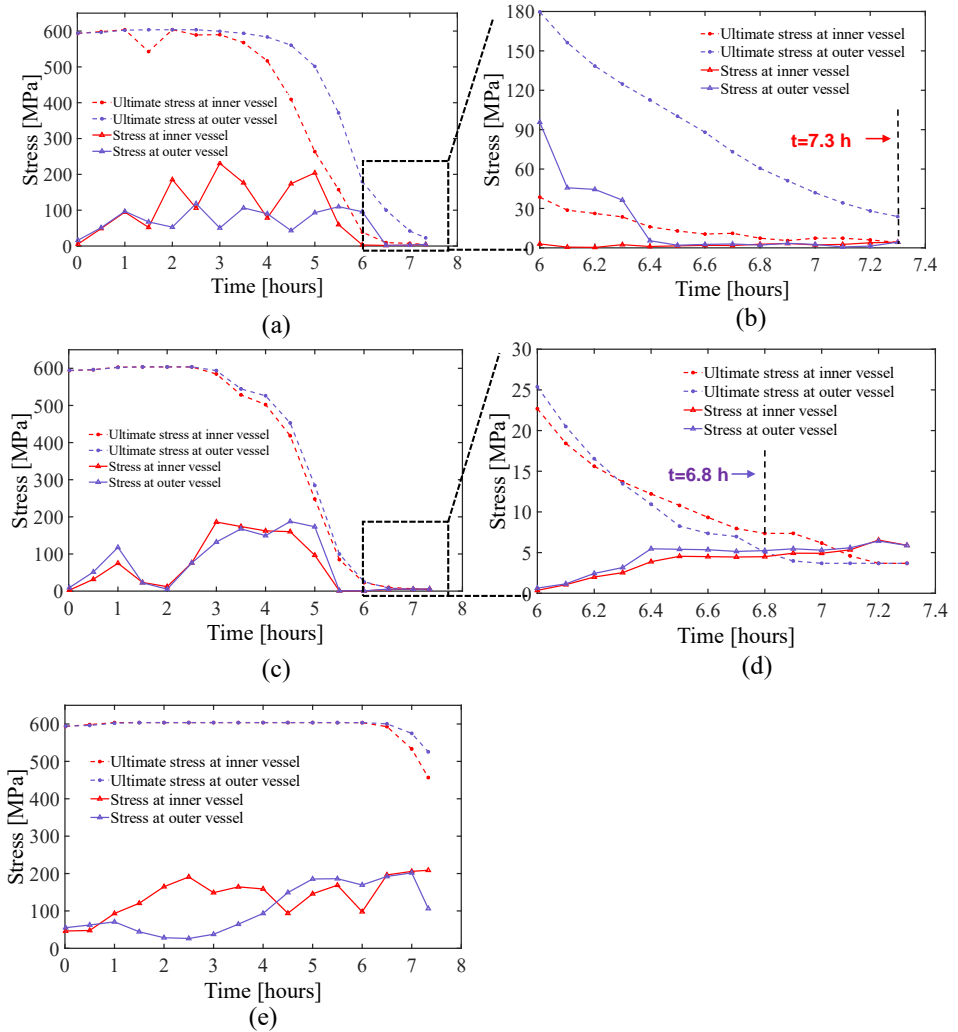 600
500
400
300
200
100
0
Stress [MPa]
Ultimate stress at inner vessel
Ultimate stress at outer vessel
Stress at inner vessel
Stress at outer vessel
0 1 2 3 4 5 6 7 8
Time [hours]
(a)
180
150
120
90
60
30
0
Stress [MPa]
Ultimate stress at inner vessel
Ultimate stress at outer vessel
Stress at inner vessel
Stress at outer vessel
t=7.3 h
6 6.2 6.4 6.6 6.8 7 7.2 7.4
Time [hours]
(b)
600
500
400
300
200
100
0
Stress [MPa]
Ultimate stress at inner vessel
Ultimate stress at outer vessel
Stress at inner vessel
Stress at outer vessel
0 1 2 3 4 5 6 7 8
Time [hours]
(c)
30
25
20
15
10
5
0
Stress [MPa]
Ultimate stress at inner vessel
Ultimate stress at outer vessel
Stress at inner vessel
Stress at outer vessel
t=6.8 h
6 6.2 6.4 6.6 6.8 7 7.2 7.4
Time [hours]
(d)
600
500
400
300
200
100
0
Stress [MPa]
Ultimate stress at inner vessel
Ultimate stress at outer vessel
Stress at inner vessel
Stress at outer vessel
0 1 2 3 4 5 6 7 8
Time [hours]
(e)